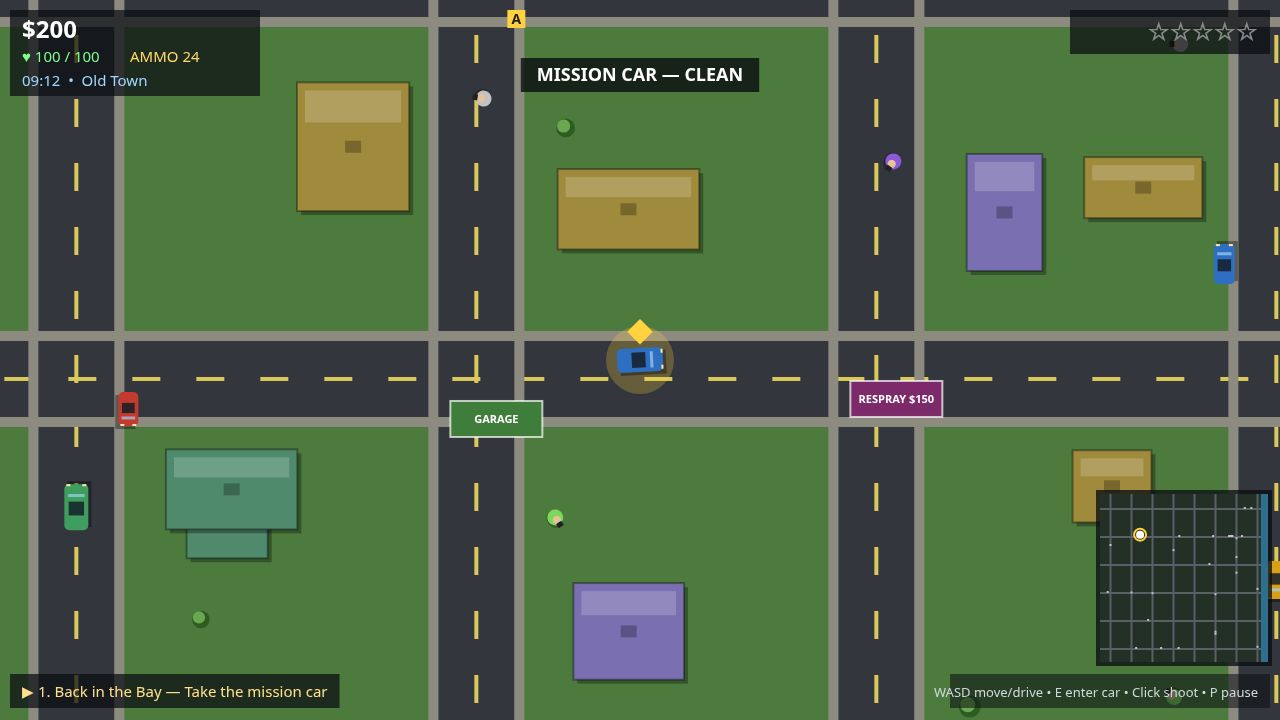 $200
♥ 100 / 100 AMMO 24
09:12 • Old Town
A
☆☆☆☆☆
MISSION CAR — CLEAN
RESPRAY $150
GARAGE
▶ 1. Back in the Bay — Take the mission car
WASD move/drive • E enter car • Click shoot • P pause